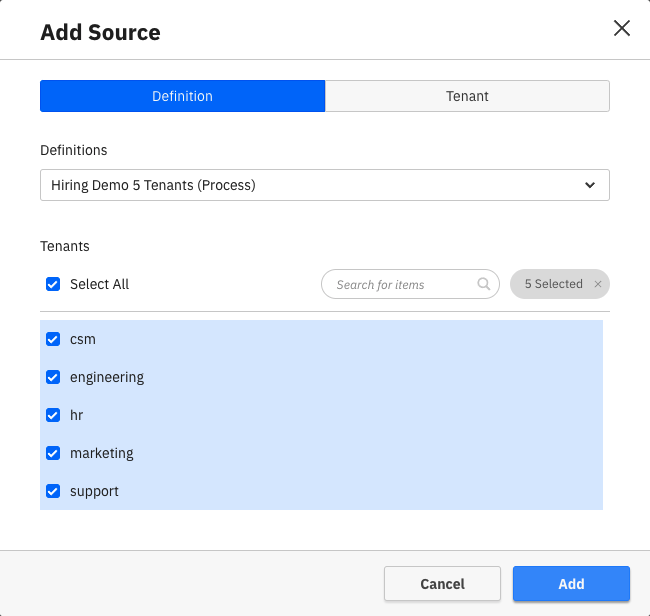 Add Source
Definition Tenant
Definitions
Hiring Demo 5 Tenants (Process)
Tenants
Select All Search for items 5 Selected
csm
engineering
hr
marketing
support
Cancel Add